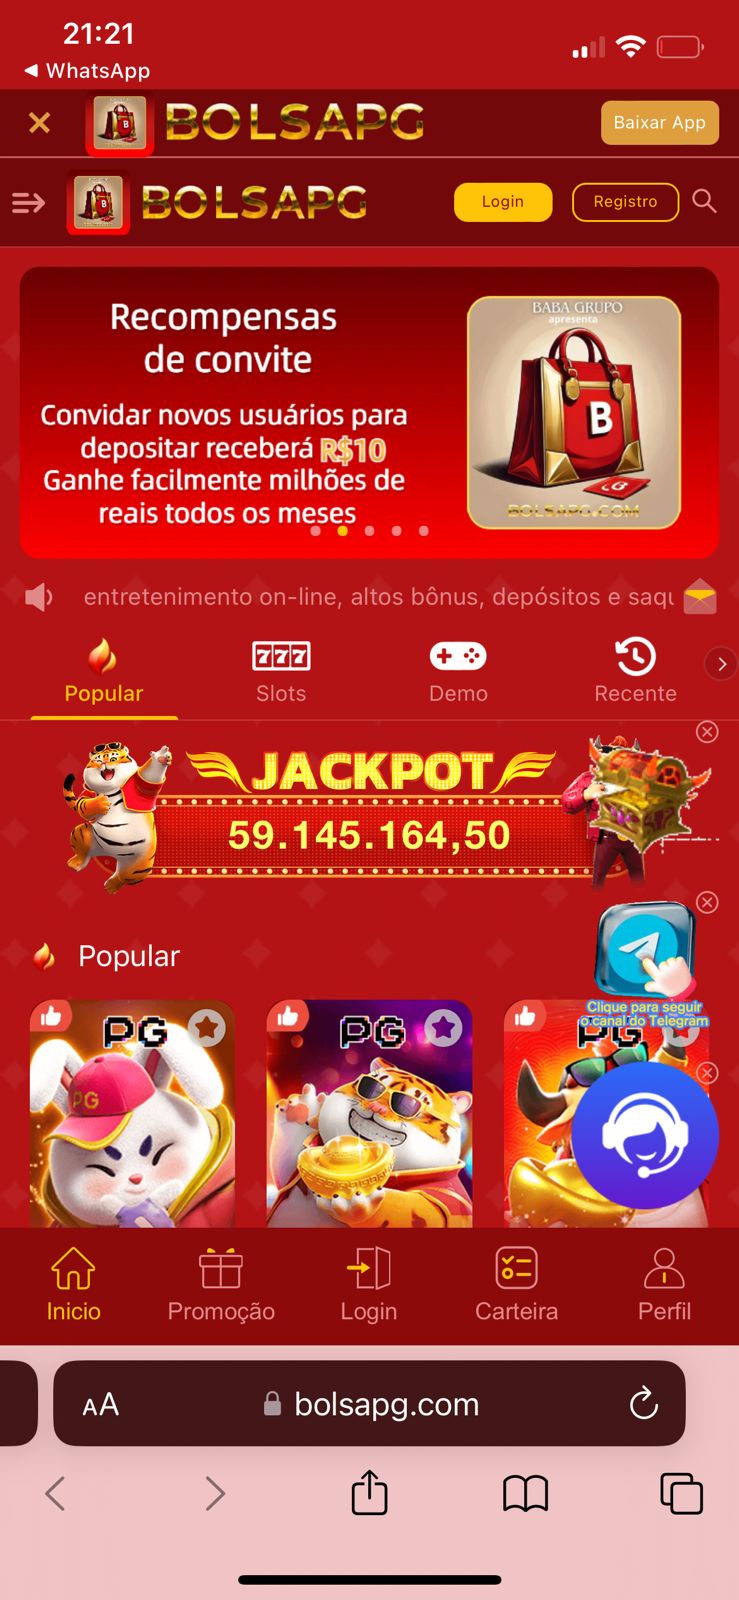 21:21
◀ WhatsApp
BOLSAPG
Baixar App
BOLSAPG
Login
Registro
Recompensas
de convite
Convidar novos usuários para
depositar receberá R$10
Ganhe facilmente milhões de
reais todos os meses
BABA GRUPO
apresenta
B
B
BOLSAPG.COM
entretenimento on-line, altos bônus, depósitos e saqu
777
Popular
Slots
Demo
Recente
JACKPOT
59.145.164,50
Popular
Clique para seguir
o canal do Telegram
PG
PG
PG
PG
Inicio
Promoção
Login
Carteira
Perfil
AA
bolsapg.com